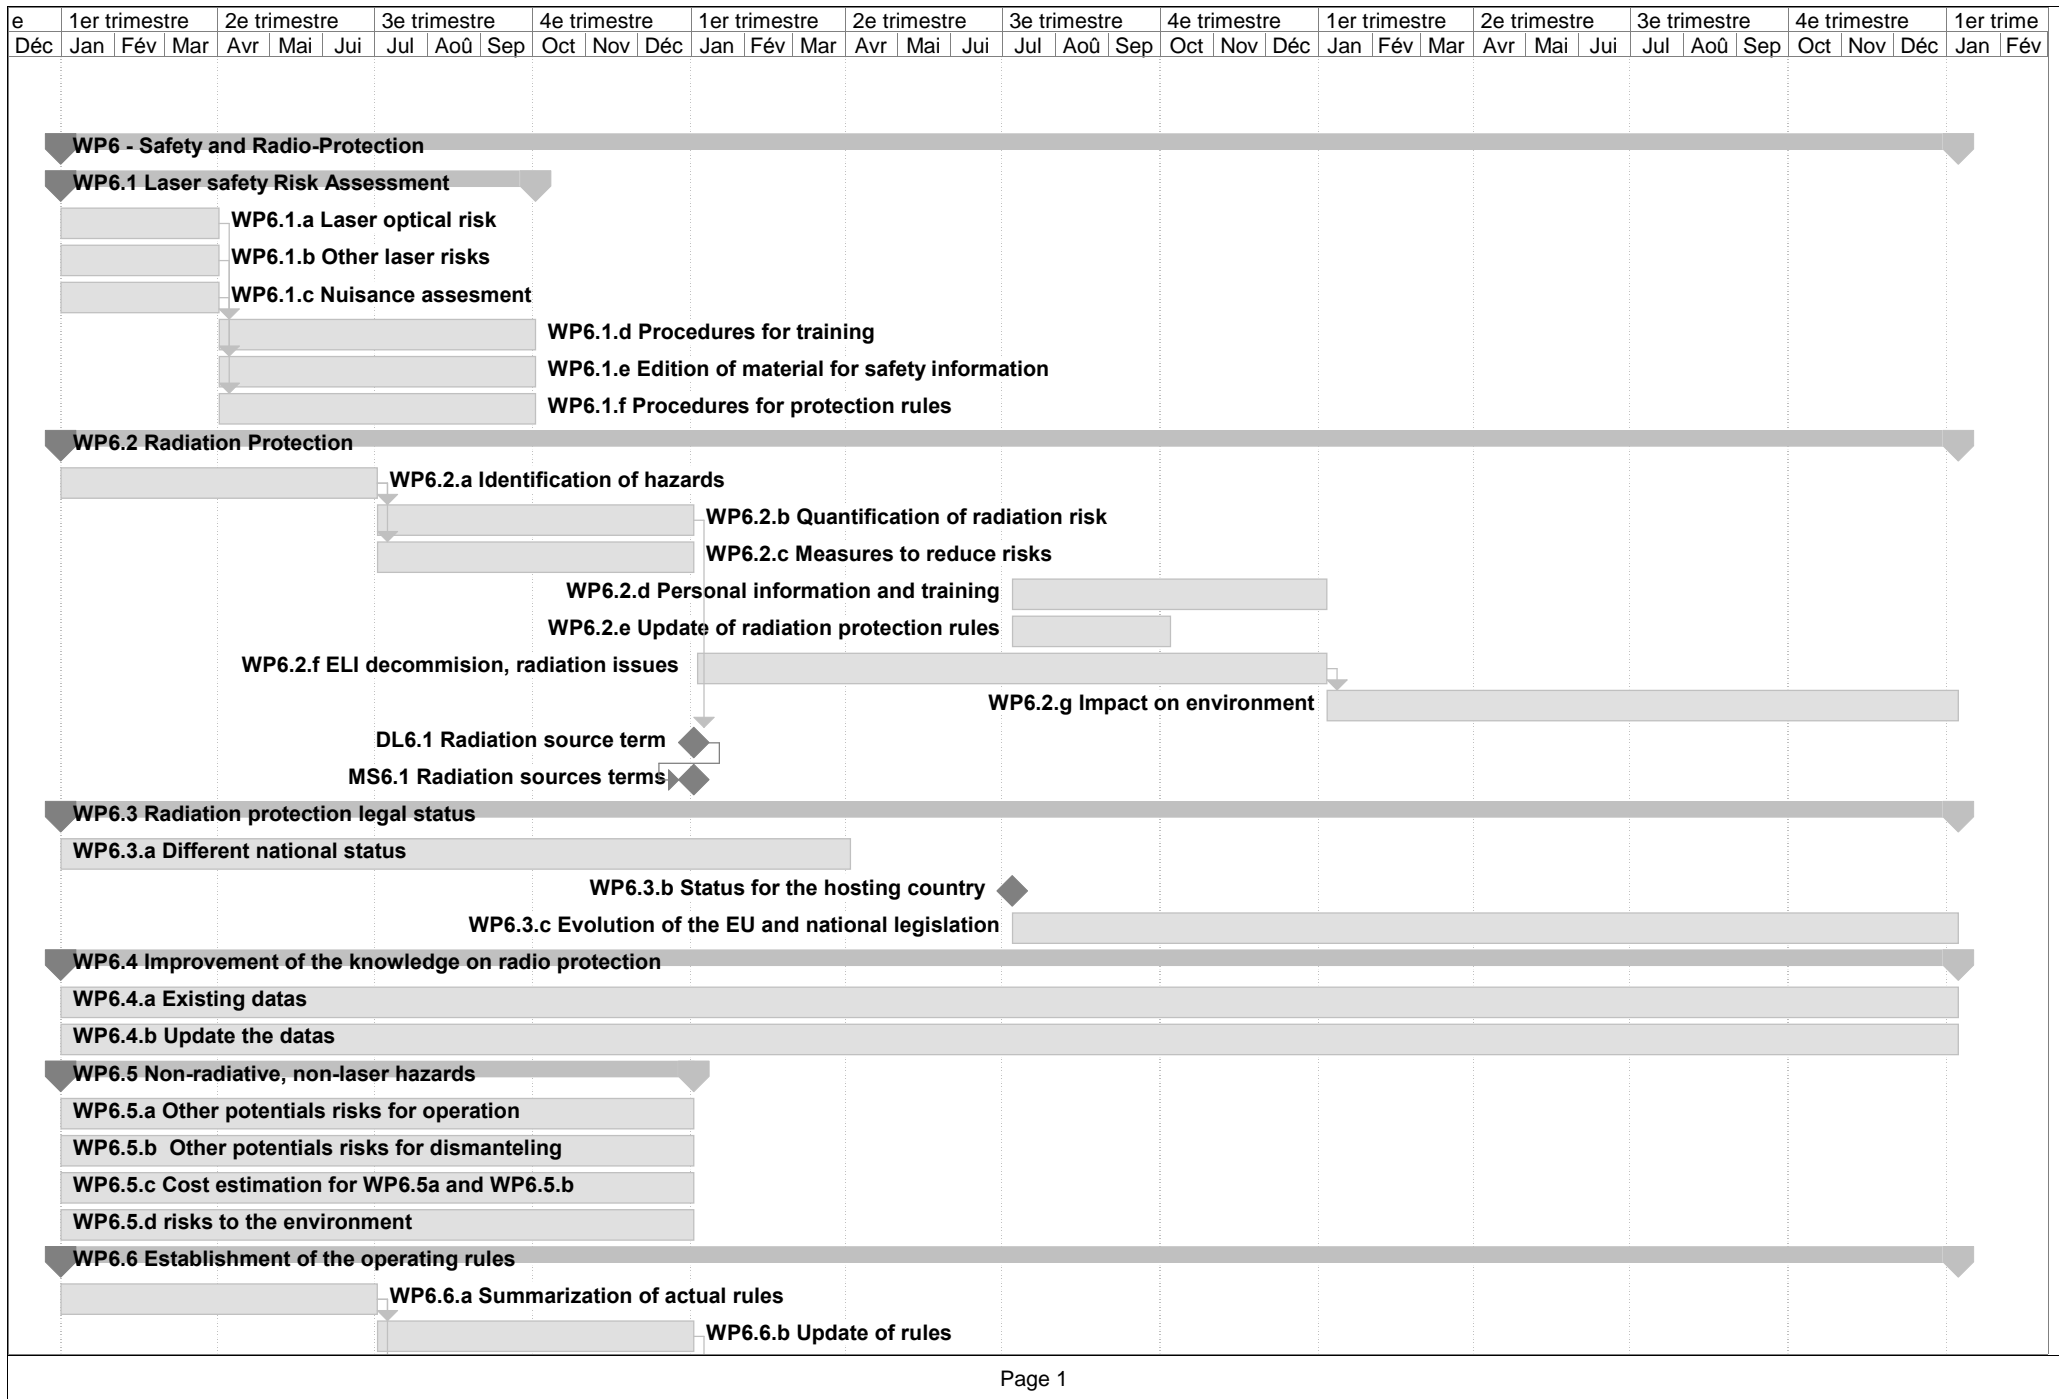 e 1er trimestre 2e trimestre 3e trimestre 4e trimestre 1er trimestre 2e trimestre 3e trimestre 4e trimestre 1er trimestre 2e trimestre 3e trimestre 4e trimestre 1er trime
Déc Jan Fév Mar Avr Mai Jui Jul Aoû Sep Oct Nov Déc Jan Fév Mar Avr Mai Jui Jul Aoû Sep Oct Nov Déc Jan Fév Mar Avr Mai Jui Jul Aoû Sep Oct Nov Déc Jan Fév
WP6 - Safety and Radio-Protection
WP6.1 Laser safety Risk Assessment
WP6.1.a Laser optical risk
WP6.1.b Other laser risks
WP6.1.c Nuisance assesment
WP6.1.d Procedures for training
WP6.1.e Edition of material for safety information
WP6.1.f Procedures for protection rules
WP6.2 Radiation Protection
WP6.2.a Identification of hazards
WP6.2.b Quantification of radiation risk
WP6.2.c Measures to reduce risks
WP6.2.d Personal information and training
WP6.2.e Update of radiation protection rules
WP6.2.f ELI decommision, radiation issues
WP6.2.g Impact on environment
DL6.1 Radiation source term
MS6.1 Radiation sources terms
WP6.3 Radiation protection legal status
WP6.3.a Different national status
WP6.3.b Status for the hosting country
WP6.3.c Evolution of the EU and national legislation
WP6.4 Improvement of the knowledge on radio protection
WP6.4.a Existing datas
WP6.4.b Update the datas
WP6.5 Non-radiative, non-laser hazards
WP6.5.a Other potentials risks for operation
WP6.5.b  Other potentials risks for dismanteling
WP6.5.c Cost estimation for WP6.5a and WP6.5.b
WP6.5.d risks to the environment
WP6.6 Establishment of the operating rules
WP6.6.a Summarization of actual rules
WP6.6.b Update of rules
Page 1